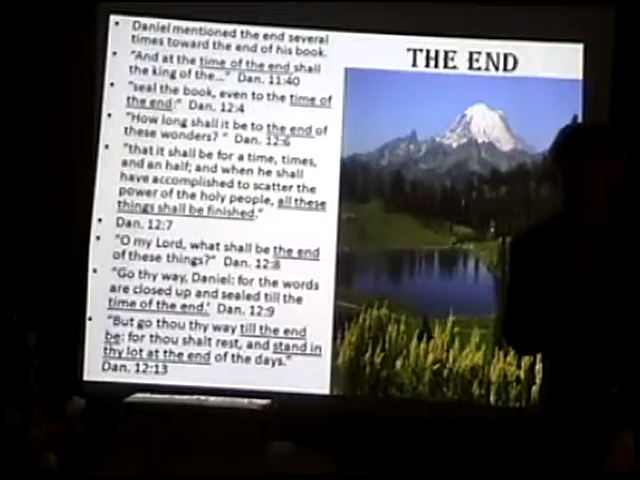 • Daniel mentioned the end several
times toward the end of his book.
• "And at the time of the end shall
the king of the..." Dan. 11:40
• "seal the book, even to the time of
the end:" Dan. 12:4
• "How long shall it be to the end of
these wonders? " Dan. 12:6
• "that it shall be for a time, times,
and an half; and when he shall
have accomplished to scatter the
power of the holy people, all these
things shall be finished."
• Dan. 12:7
• "O my Lord, what shall be the end
of these things?" Dan. 12:8
• "Go thy way, Daniel: for the words
are closed up and sealed till the
time of the end.' Dan. 12:9
• "But go thou thy way till the end
be: for thou shalt rest, and stand in
thy lot at the end of the days."
Dan. 12:13
THE END